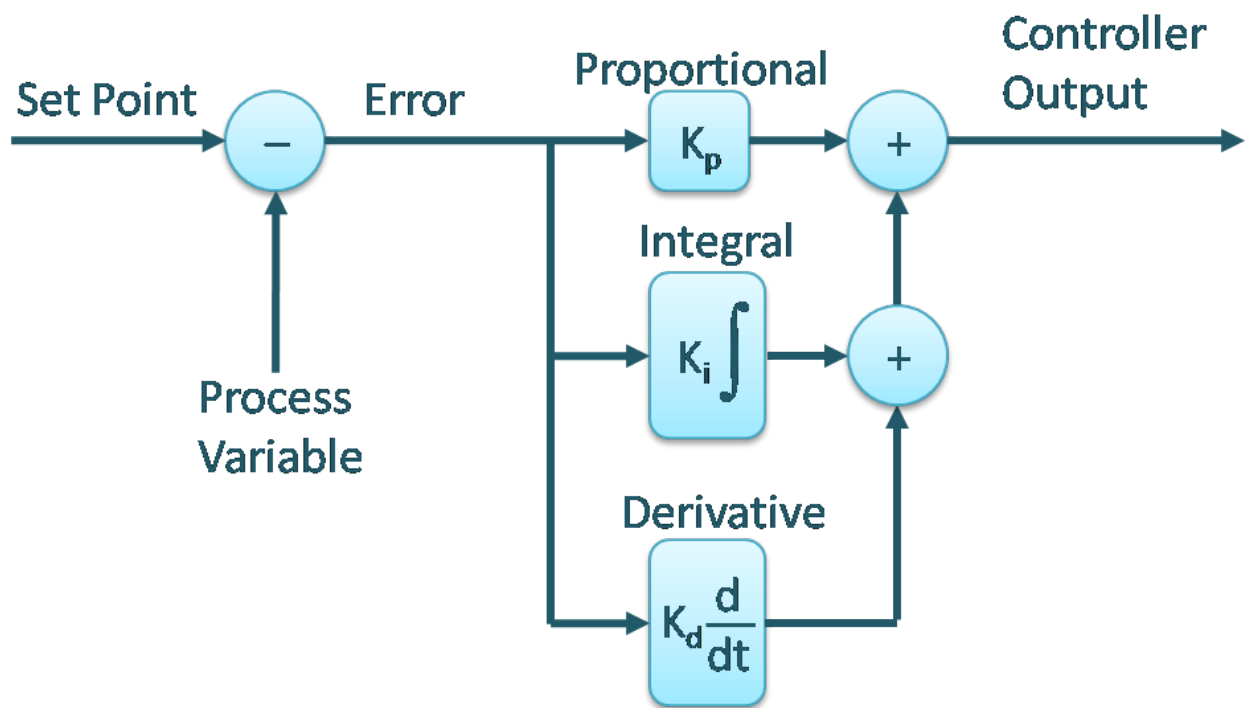 Set Point
−
Error
Proportional
Kp
+
Controller
Output
Integral
Ki ∫
+
Process
Variable
Derivative
Kd d
dt